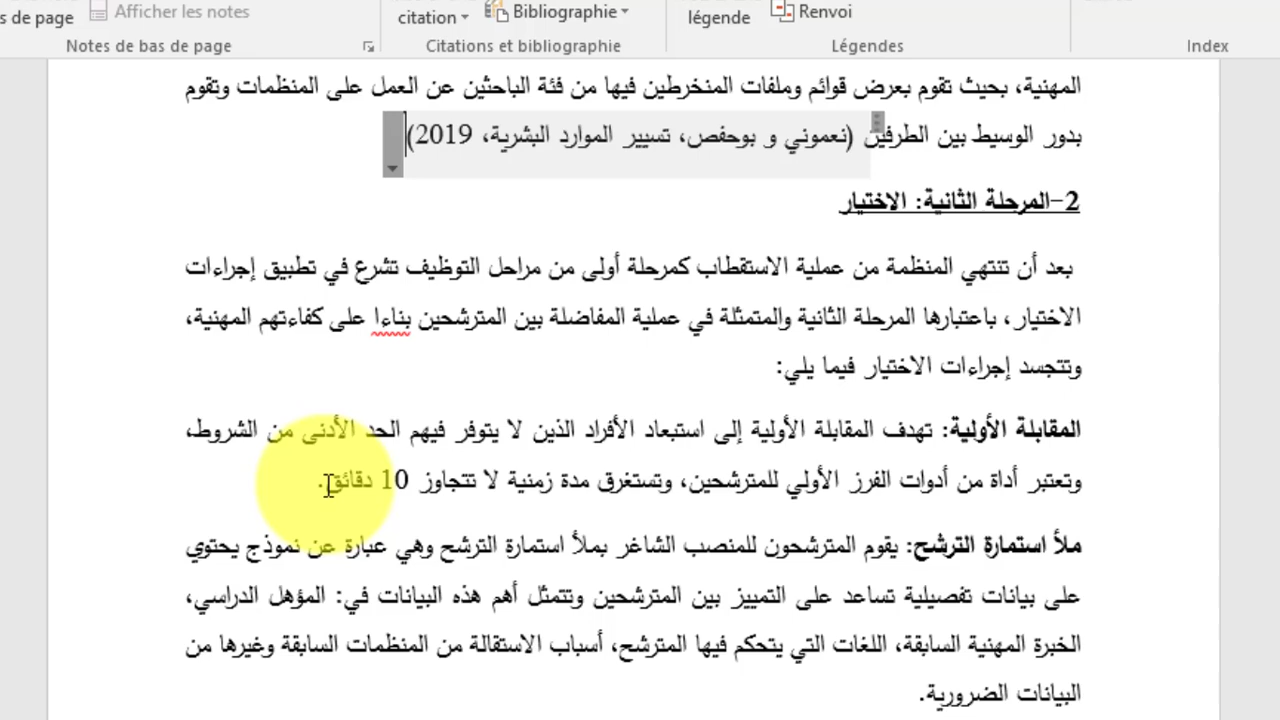 Afficher les notes
s de page
citation
Bibliographie
légende
Renvoi
Notes de bas de page
Citations et bibliographie
Légendes
Index
المهنية، بحيث تقوم بعرض قوائم وملفات المنخرطين فيها من فئة الباحثين عن العمل على المنظمات وتقوم
بدور الوسيط بين الطرفين (نعموني و بوحفص، تسيير الموارد البشرية، 2019)
2-المرحلة الثانية: الاختيار
بعد أن تنتهي المنظمة من عملية الاستقطاب كمرحلة أولى من مراحل التوظيف تشرع في تطبيق إجراءات
الاختيار، باعتبارها المرحلة الثانية والمتمثلة في عملية المفاضلة بين المترشحين بناءا على كفاءتهم المهنية،
وتتجسد إجراءات الاختيار فيما يلي:
المقابلة الأولية: تهدف المقابلة الأولية إلى استبعاد الأفراد الذين لا يتوفر فيهم الحد الأدنى من الشروط،
وتعتبر أداة من أدوات الفرز الأولي للمترشحين، وتستغرق مدة زمنية لا تتجاوز 10 دقائق.
ملأ استمارة الترشح: يقوم المترشحون للمنصب الشاغر بملأ استمارة الترشح وهي عبارة عن نموذج يحتوي
على بيانات تفصيلية تساعد على التمييز بين المترشحين وتتمثل أهم هذه البيانات في: المؤهل الدراسي،
الخبرة المهنية السابقة، اللغات التي يتحكم فيها المترشح، أسباب الاستقالة من المنظمات السابقة وغيرها من
البيانات الضرورية.